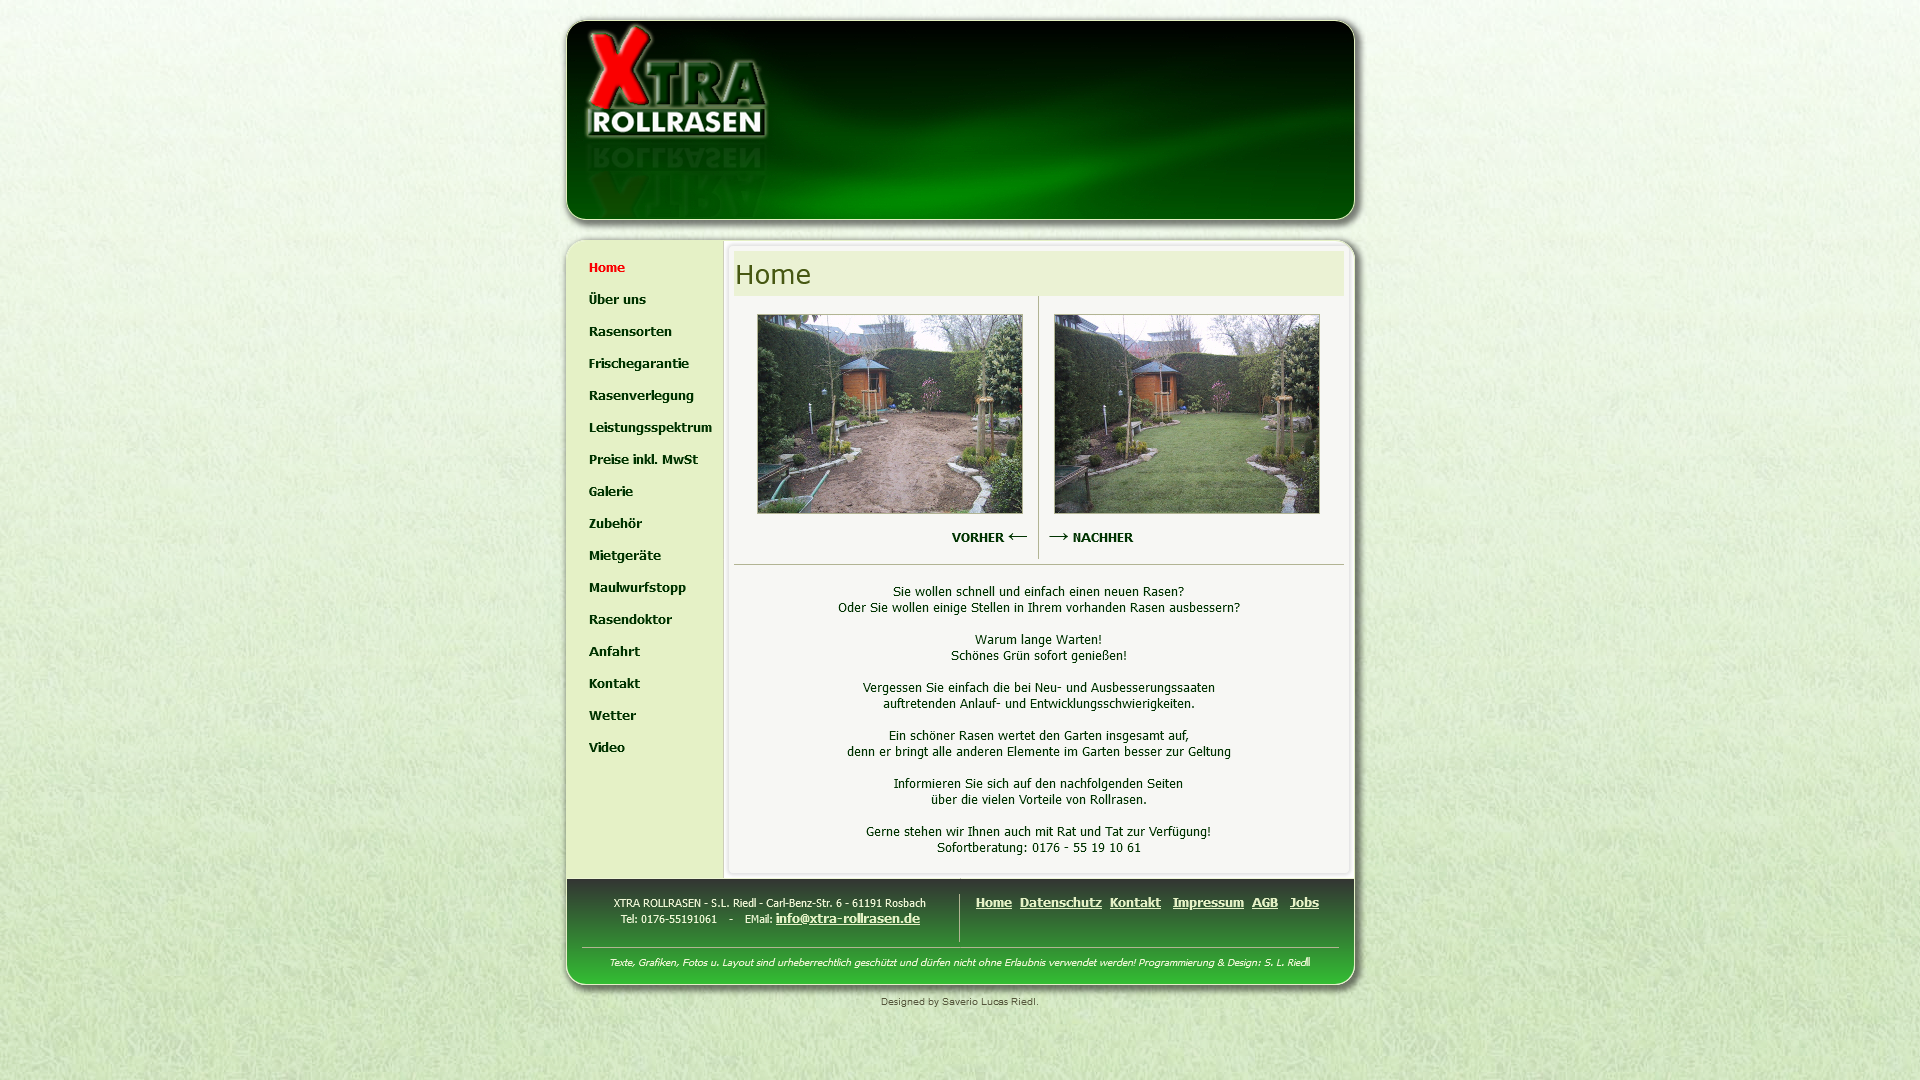 XTRA
ROLLRASEN
Home
Über uns
Rasensorten
Frischegarantie
Rasenverlegung
Leistungsspektrum
Preise inkl. MwSt
Galerie
Zubehör
Mietgeräte
Maulwurfstopp
Rasendoktor
Anfahrt
Kontakt
Wetter
Video
Home
VORHER ← → NACHHER
Sie wollen schnell und einfach einen neuen Rasen?
Oder Sie wollen einige Stellen in Ihrem vorhanden Rasen ausbessern?
Warum lange Warten!
Schönes Grün sofort genießen!
Vergessen Sie einfach die bei Neu- und Ausbesserungssaaten
auftretenden Anlauf- und Entwicklungsschwierigkeiten.
Ein schöner Rasen wertet den Garten insgesamt auf,
denn er bringt alle anderen Elemente im Garten besser zur Geltung
Informieren Sie sich auf den nachfolgenden Seiten
über die vielen Vorteile von Rollrasen.
Gerne stehen wir Ihnen auch mit Rat und Tat zur Verfügung!
Sofortberatung: 0176 - 55 19 10 61
XTRA ROLLRASEN - S.L. Riedl - Carl-Benz-Str. 6 - 61191 Rosbach
Tel: 0176-55191061 - EMail: info@xtra-rollrasen.de
Home Datenschutz Kontakt Impressum AGB Jobs
Texte, Grafiken, Fotos u. Layout sind urheberrechtlich geschützt und dürfen nicht ohne Erlaubnis verwendet werden! Programmierung & Design: S. L. Riedll
Designed by Saverio Lucas Riedl.